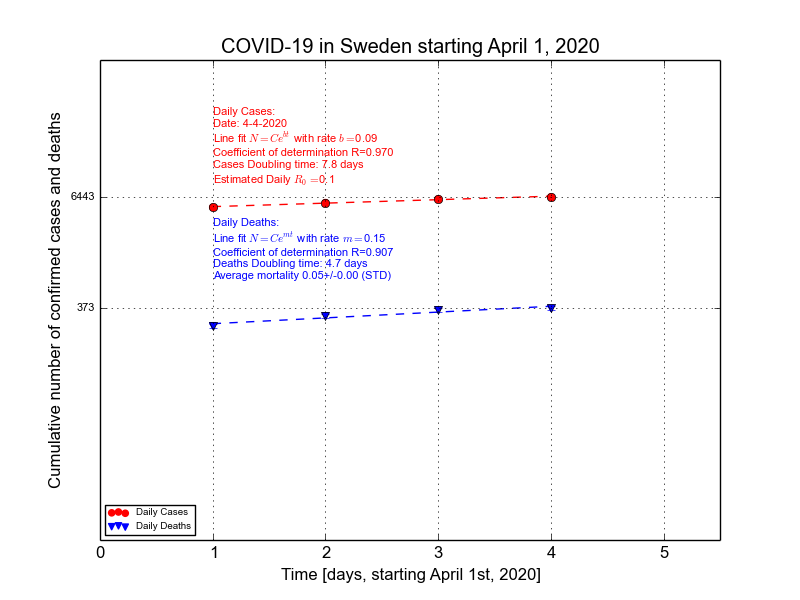 COVID-19 in Sweden starting April 1, 2020
Cumulative number of confirmed cases and deaths
Daily Cases:
Date: 4-4-2020
Line fit N = Ce^{bt} with rate b =0.09
Coefficient of determination R=0.970
Cases Doubling time: 7.8 days
Estimated Daily R_0 =0.1
6443
Daily Deaths:
Line fit N = Ce^{mt} with rate m =0.15
Coefficient of determination R=0.907
Deaths Doubling time: 4.7 days
Average mortality 0.05+/-0.00 (STD)
373
Daily Cases
Daily Deaths
0 1 2 3 4 5
Time [days, starting April 1st, 2020]